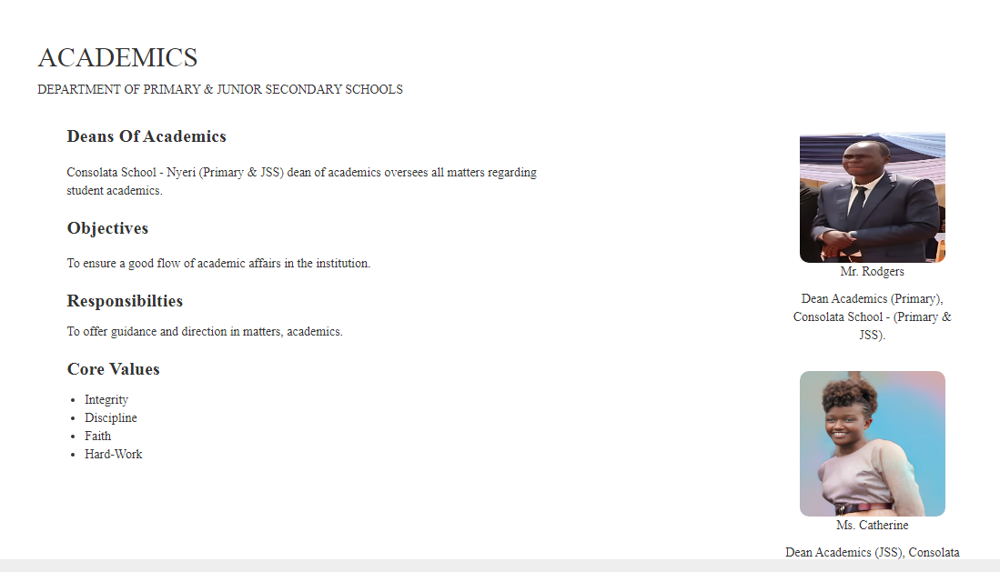 ACADEMICS
DEPARTMENT OF PRIMARY & JUNIOR SECONDARY SCHOOLS
Deans Of Academics
Consolata School - Nyeri (Primary & JSS) dean of academics oversees all matters regarding
student academics.
Objectives
To ensure a good flow of academic affairs in the institution.
Responsibilties
To offer guidance and direction in matters, academics.
Core Values
Integrity
Discipline
Faith
Hard-Work
Mr. Rodgers
Dean Academics (Primary),
Consolata School - (Primary &
JSS).
Ms. Catherine
Dean Academics (JSS), Consolata